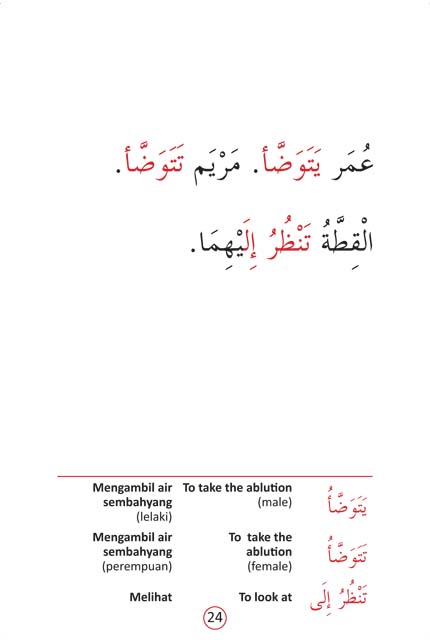 عُمَر يَتَوَضَّأ. مَرْيَم تَتَوَضَّأ.
الْقِطَّةُ تَنْظُرُ إِلَيْهِمَا.
Mengambil air sembahyang (lelaki) To take the ablution (male) يَتَوَضَّأُ
Mengambil air sembahyang (perempuan) To take the ablution (female) تَتَوَضَّأُ
Melihat To look at تَنْظُرُ إِلَى
24